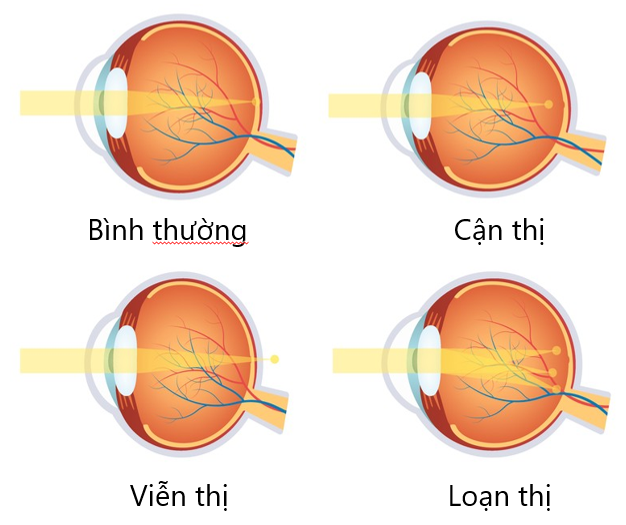 Bình thường
Cận thị
Viễn thị
Loạn thị